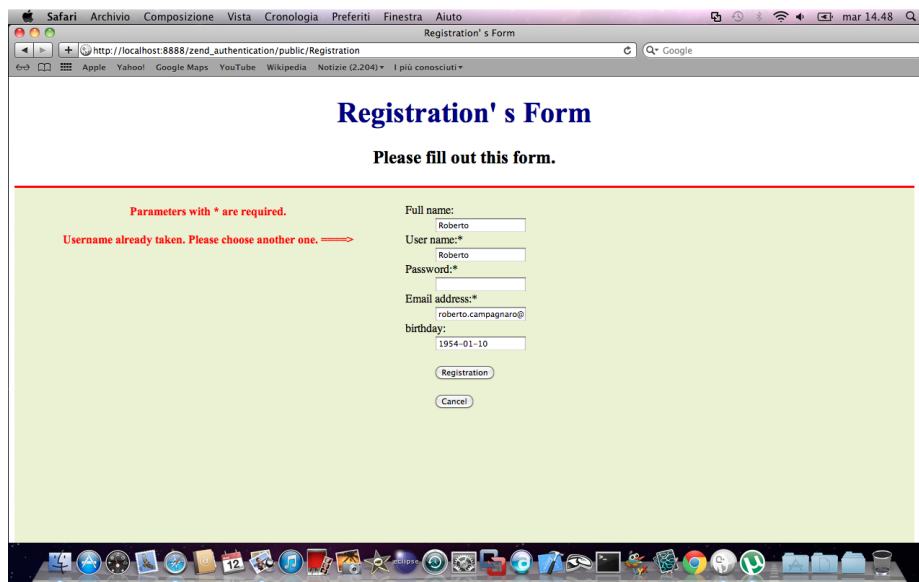 Safari Archivio Composizione Vista Cronologia Preferiti Finestra Aiuto mar 14.48
Registration' s Form
http://localhost:8888/zend_authentication/public/Registration
Google
Apple Yahoo! Google Maps YouTube Wikipedia Notizie (2.204) I più conosciuti
Registration' s Form
Please fill out this form.
Parameters with * are required.
Username already taken. Please choose another one. ====>
Full name:
Roberto
User name:*
Roberto
Password:*
Email address:*
roberto.campagnaro@
birthday:
1954-01-10
Registration
Cancel
12
eclipse